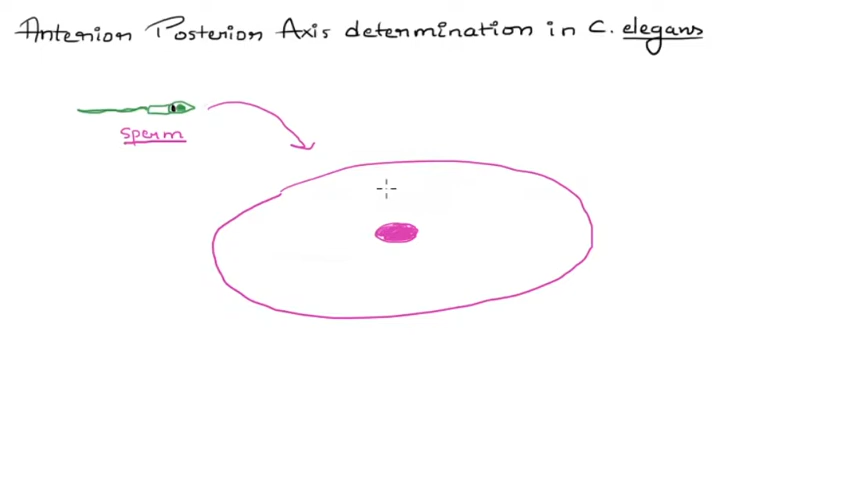 Anterior Posterior Axis determination in C. elegans
sperm